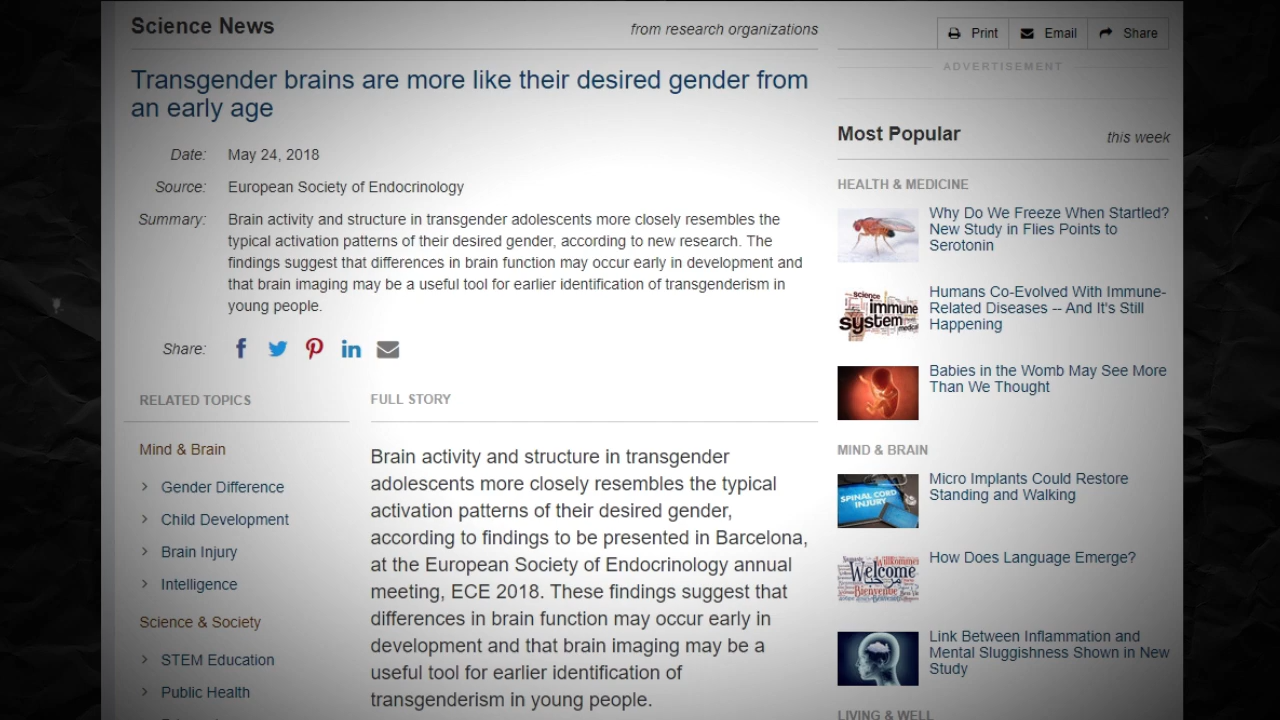 Science News
from research organizations
Transgender brains are more like their desired gender from
an early age
Date: May 24, 2018
Source: European Society of Endocrinology
Summary: Brain activity and structure in transgender adolescents more closely resembles the
typical activation patterns of their desired gender, according to new research. The
findings suggest that differences in brain function may occur early in development and
that brain imaging may be a useful tool for earlier identification of transgenderism in
young people.
Share:
RELATED TOPICS
Mind & Brain
Gender Difference
Child Development
Brain Injury
Intelligence
Science & Society
STEM Education
Public Health
FULL STORY
Brain activity and structure in transgender
adolescents more closely resembles the typical
activation patterns of their desired gender,
according to findings to be presented in Barcelona,
at the European Society of Endocrinology annual
meeting, ECE 2018. These findings suggest that
differences in brain function may occur early in
development and that brain imaging may be a
useful tool for earlier identification of
transgenderism in young people.
Print
Email
Share
ADVERTISEMENT
Most Popular
this week
HEALTH & MEDICINE
Why Do We Freeze When Startled?
New Study in Flies Points to
Serotonin
science
immune
system
Humans Co-Evolved With Immune-
Related Diseases -- And It's Still
Happening
Babies in the Womb May See More
Than We Thought
MIND & BRAIN
SPINAL CORD
INJURY
Micro Implants Could Restore
Standing and Walking
Welcome
Bienvenue
How Does Language Emerge?
Link Between Inflammation and
Mental Sluggishness Shown in New
Study
LIVING & WELL